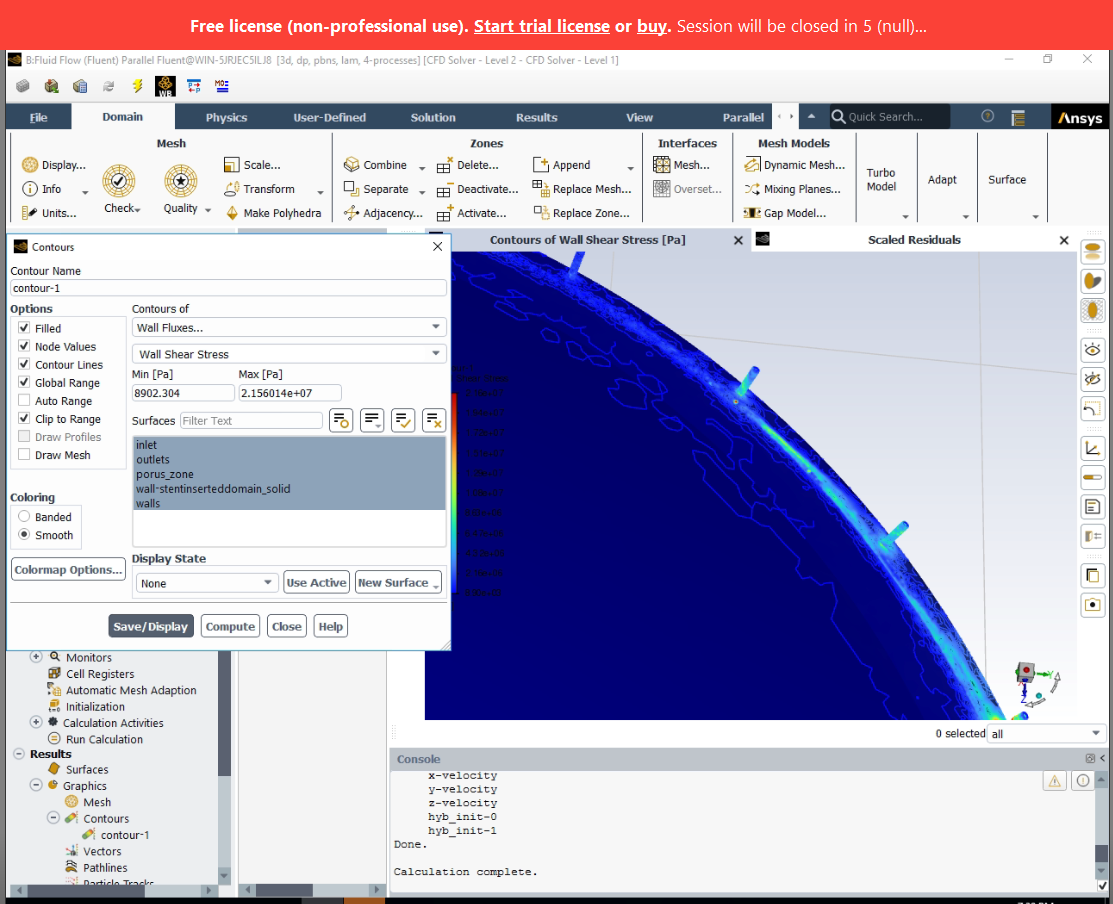 Free license (non-professional use). Start trial license or buy. Session will be closed in 5 (null)...
B:Fluid Flow (Fluent) Parallel Fluent@WIN-5JRJEC5ILJ8 [3d, dp, pbns, lam, 4-processes] [CFD Solver - Level 2 - CFD Solver - Level 1]
WB
File Domain Physics User-Defined Solution Results View Parallel Quick Search... Ansys
Mesh Zones Interfaces Mesh Models
Display... Scale... Combine Delete... Append Mesh... Dynamic Mesh...
Info Transform Separate Deactivate... Replace Mesh... Overset... Mixing Planes...
Units... Check Quality Make Polyhedra Adjacency... Activate... Replace Zone... Gap Model...
Turbo
Model
Adapt
Surface
Contours
Contours of Wall Shear Stress [Pa] Scaled Residuals
Contour Name
contour-1
Options
Filled
Node Values
Contour Lines
Global Range
Auto Range
Clip to Range
Draw Profiles
Draw Mesh
Coloring
Banded
Smooth
Colormap Options...
Contours of
Wall Fluxes...
Wall Shear Stress
Min [Pa] Max [Pa]
8902.304 2.156014e+07
Surfaces Filter Text
inlet
outlets
porus_zone
wall-stentinserteddomain_solid
walls
Display State
None Use Active New Surface
Save/Display Compute Close Help
Monitors
Cell Registers
Automatic Mesh Adaption
Initialization
Calculation Activities
Run Calculation
Results
Surfaces
Graphics
Mesh
Contours
contour-1
Vectors
Pathlines
Particle Tracks
0 selected all
Console
x-velocity
y-velocity
z-velocity
hyb_init-0
hyb_init-1
Done.
Calculation complete.